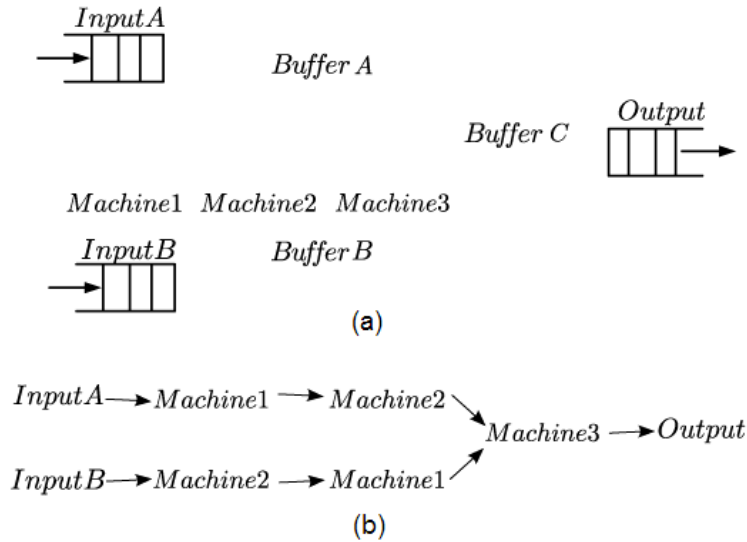 InputA
Buffer A
Output
Buffer C
Machine1 Machine2 Machine3
InputB
Buffer B
(a)
InputA Machine1 Machine2
Machine3 Output
InputB Machine2 Machine1
(b)